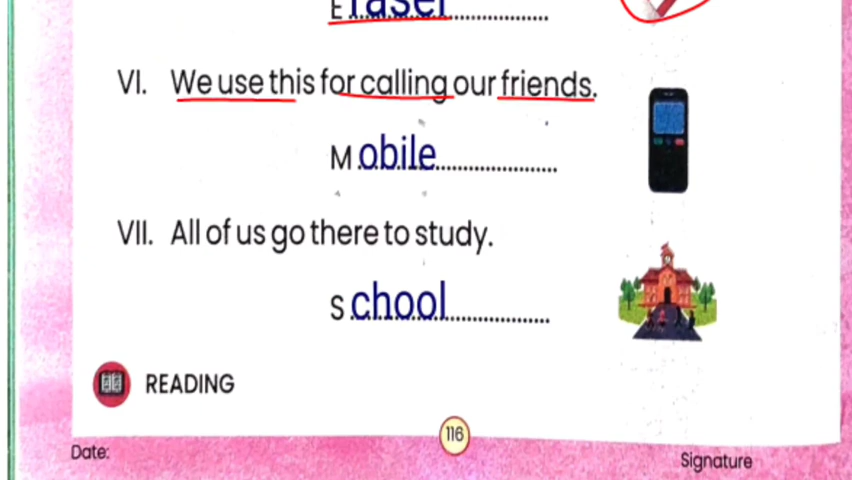 Eraser
VI. We use this for calling our friends.
Mobile
VII. All of us go there to study.
School
READING
116
Date:
Signature